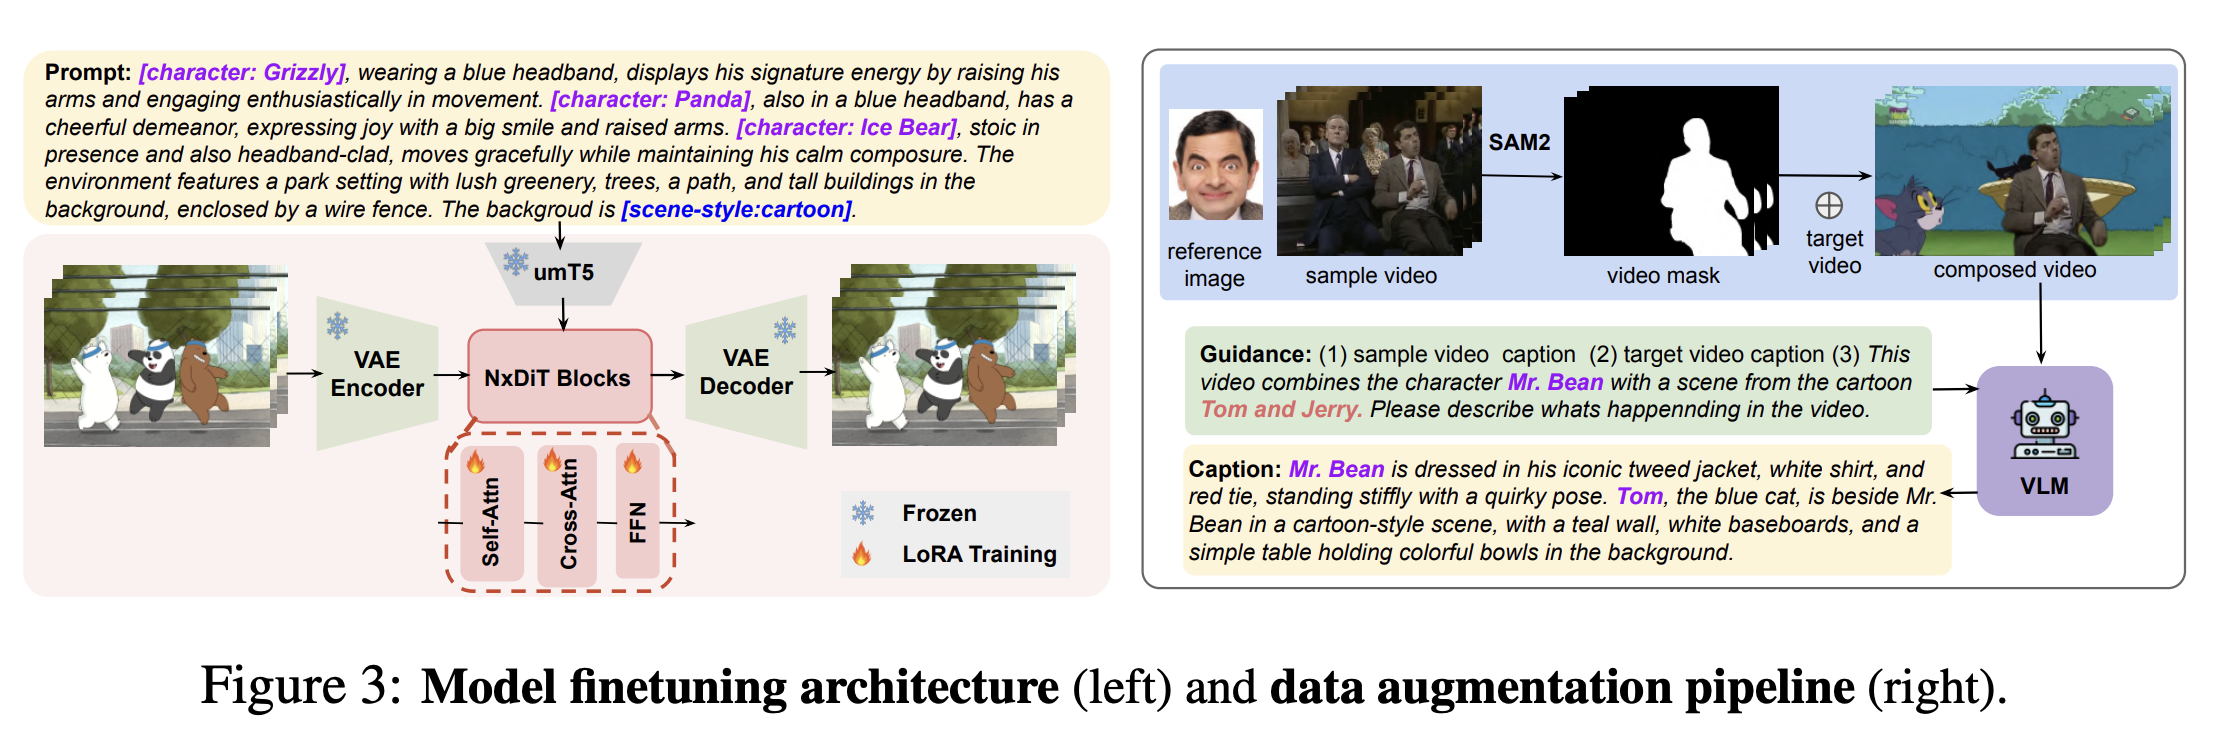 Prompt: [character: Grizzly], wearing a blue headband, displays his signature energy by raising his
arms and engaging enthusiastically in movement. [character: Panda], also in a blue headband, has a
cheerful demeanor, expressing joy with a big smile and raised arms. [character: Ice Bear], stoic in
presence and also headband-clad, moves gracefully while maintaining his calm composure. The
environment features a park setting with lush greenery, trees, a path, and tall buildings in the
background, enclosed by a wire fence. The backgroud is [scene-style:cartoon].
umT5
VAE
Encoder
NxDiT Blocks
VAE
Decoder
Self-Attn
Cross-Attn
FFN
Frozen
LoRA Training
reference
image
sample video
SAM2
video mask
target
video
composed video
Guidance: (1) sample video caption (2) target video caption (3) This
video combines the character Mr. Bean with a scene from the cartoon
Tom and Jerry. Please describe whats happennding in the video.
VLM
Caption: Mr. Bean is dressed in his iconic tweed jacket, white shirt, and
red tie, standing stiffly with a quirky pose. Tom, the blue cat, is beside Mr.
Bean in a cartoon-style scene, with a teal wall, white baseboards, and a
simple table holding colorful bowls in the background.
Figure 3: Model finetuning architecture (left) and data augmentation pipeline (right).